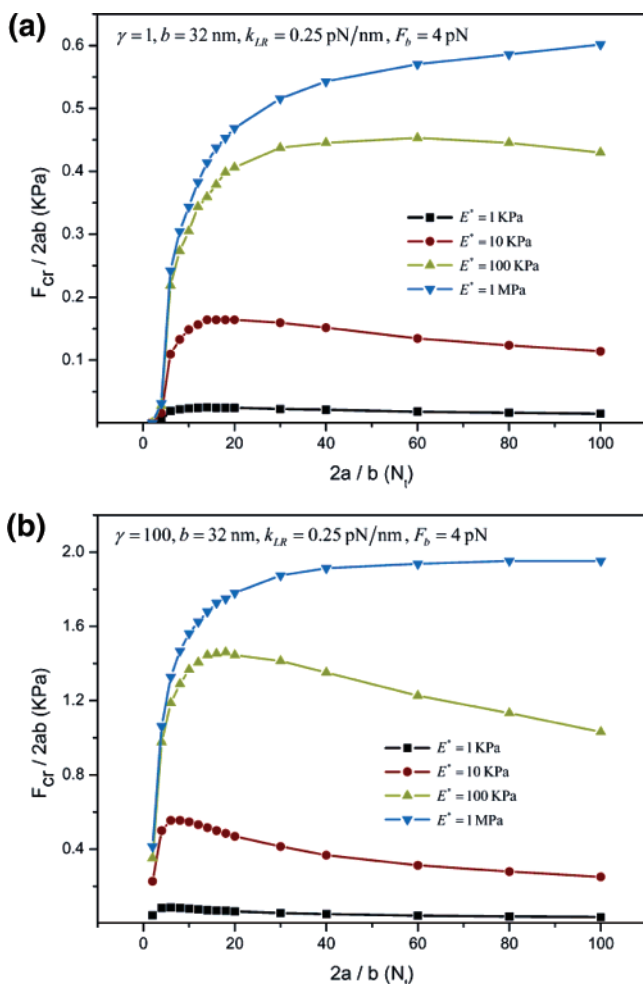 (a)
γ = 1, b = 32 nm, k_LR = 0.25 pN/nm , F_b = 4 pN
0.6
0.5
0.4
0.3
0.2
0.1
F_cr / 2ab (KPa)
E* = 1 KPa
E* = 10 KPa
E* = 100 KPa
E* = 1 MPa
0 20 40 60 80 100
2a / b (N_t)
(b)
γ = 100, b = 32 nm, k_LR = 0.25 pN/nm , F_b = 4 pN
2.0
1.6
1.2
0.8
0.4
F_cr / 2ab (KPa)
E* = 1 KPa
E* = 10 KPa
E* = 100 KPa
E* = 1 MPa
0 20 40 60 80 100
2a / b (N_t)